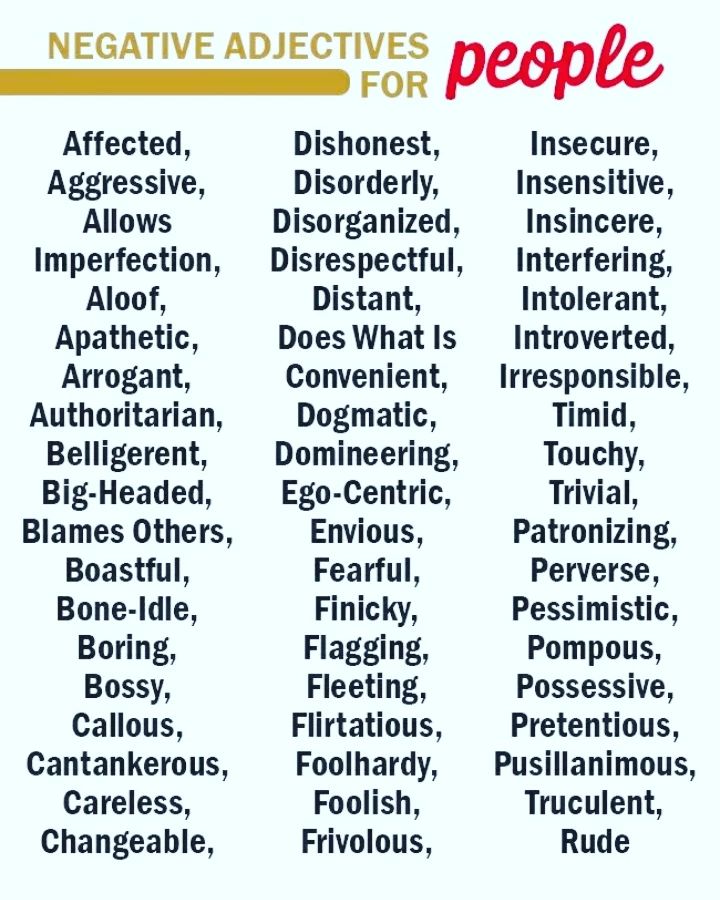 NEGATIVE ADJECTIVES
FOR people
Affected,
Aggressive,
Allows
Imperfection,
Aloof,
Apathetic,
Arrogant,
Authoritarian,
Belligerent,
Big-Headed,
Blames Others,
Boastful,
Bone-Idle,
Boring,
Bossy,
Callous,
Cantankerous,
Careless,
Changeable,
Dishonest,
Disorderly,
Disorganized,
Disrespectful,
Distant,
Does What Is
Convenient,
Dogmatic,
Domineering,
Ego-Centric,
Envious,
Fearful,
Finicky,
Flagging,
Fleeting,
Flirtatious,
Foolhardy,
Foolish,
Frivolous,
Insecure,
Insensitive,
Insincere,
Interfering,
Intolerant,
Introverted,
Irresponsible,
Timid,
Touchy,
Trivial,
Patronizing,
Perverse,
Pessimistic,
Pompous,
Possessive,
Pretentious,
Pusillanimous,
Truculent,
Rude